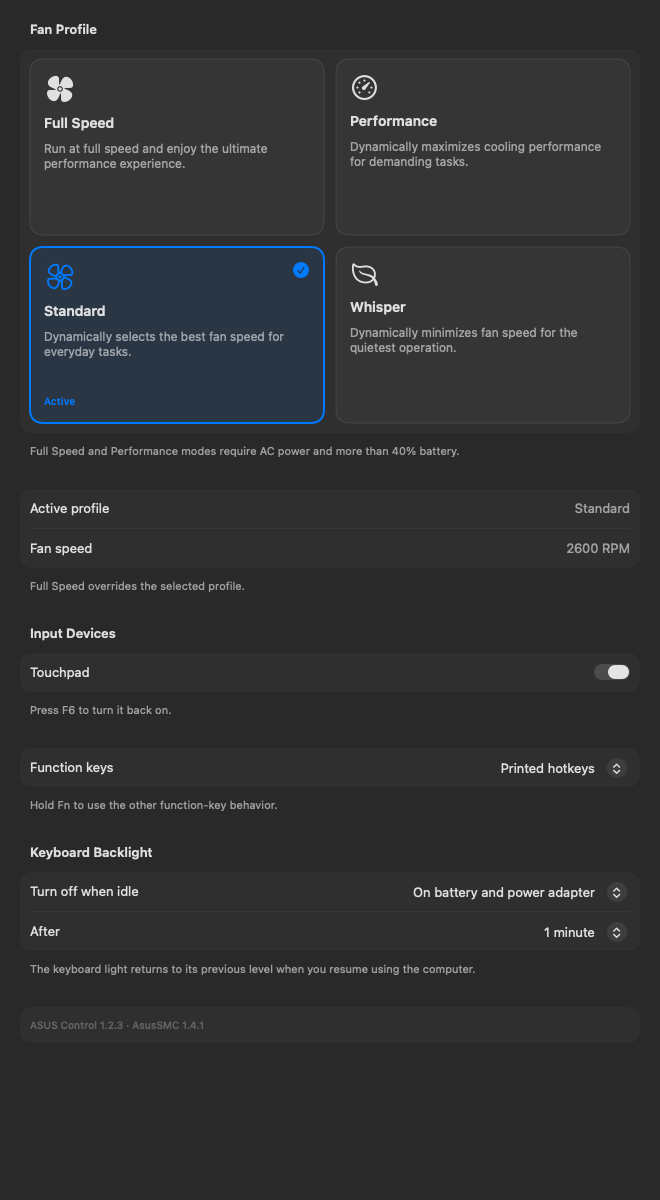 Fan Profile
Full Speed
Run at full speed and enjoy the ultimate
performance experience.
Performance
Dynamically maximizes cooling performance
for demanding tasks.
Standard
Dynamically selects the best fan speed for
everyday tasks.
Active
Whisper
Dynamically minimizes fan speed for the
quietest operation.
Full Speed and Performance modes require AC power and more than 40% battery.
Active profile Standard
Fan speed 2600 RPM
Full Speed overrides the selected profile.
Input Devices
Touchpad
Press F6 to turn it back on.
Function keys Printed hotkeys
Hold Fn to use the other function-key behavior.
Keyboard Backlight
Turn off when idle On battery and power adapter
After 1 minute
The keyboard light returns to its previous level when you resume using the computer.
ASUS Control 1.2.3 · AsusSMC 1.4.1